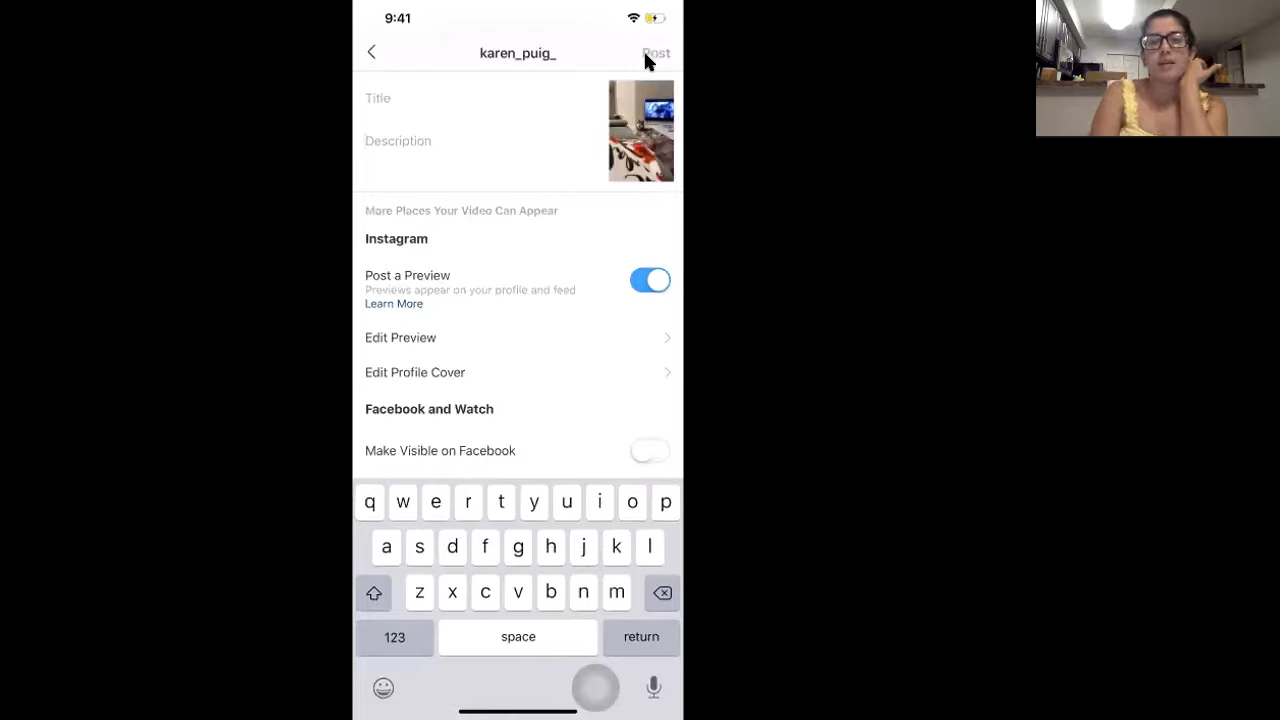 9:41
karen_puig_
Post
Title
Description
More Places Your Video Can Appear
Instagram
Post a Preview
Previews appear on your profile and feed
Learn More
Edit Preview
Edit Profile Cover
Facebook and Watch
Make Visible on Facebook
q w e r t y u i o p
a s d f g h j k l
z x c v b n m
123 space return